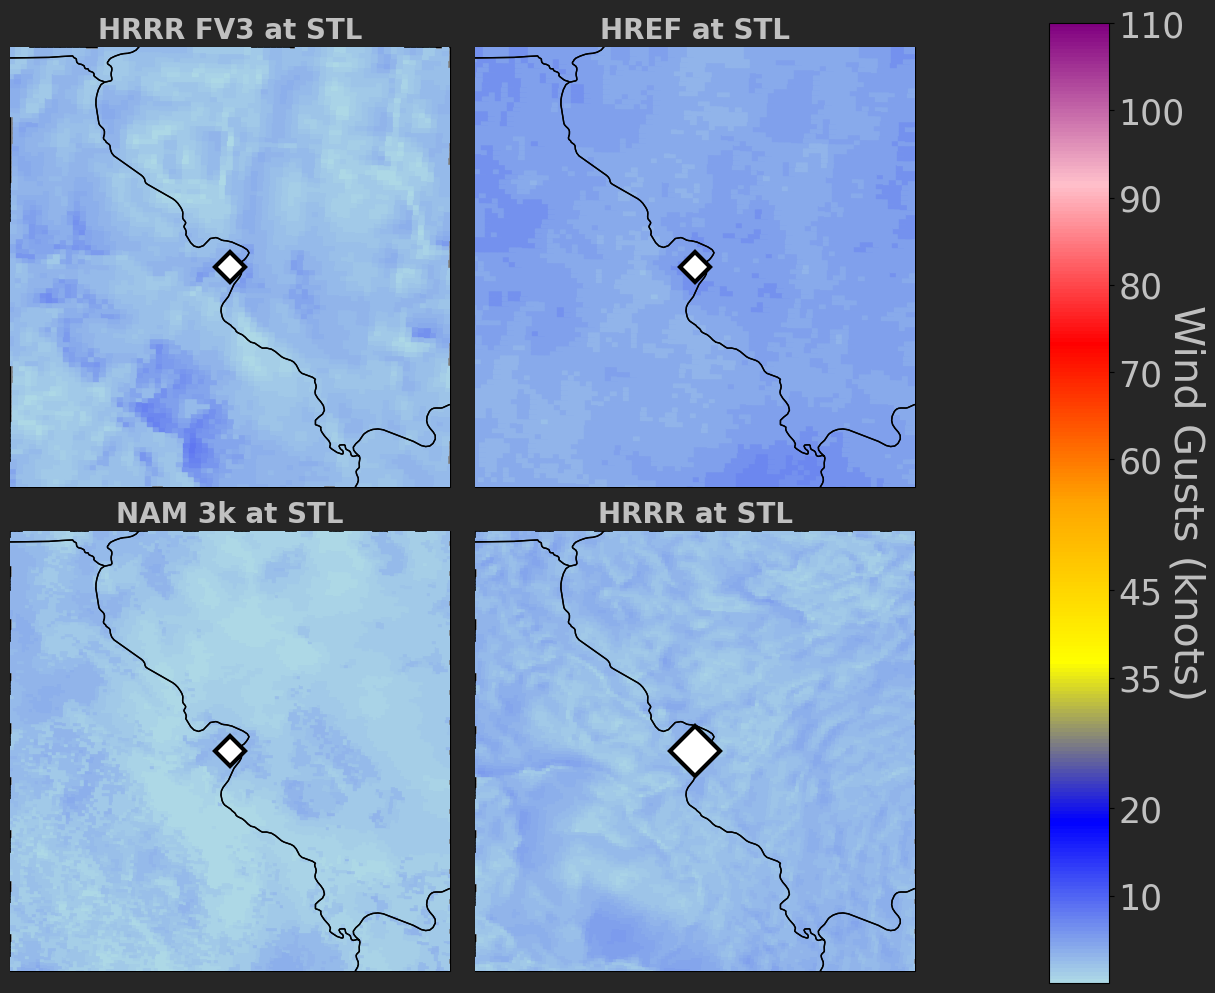 HRRR FV3 at STL
HREF at STL
NAM 3k at STL
HRRR at STL
110
100
90
80
70
60
45
35
20
10
Wind Gusts (knots)